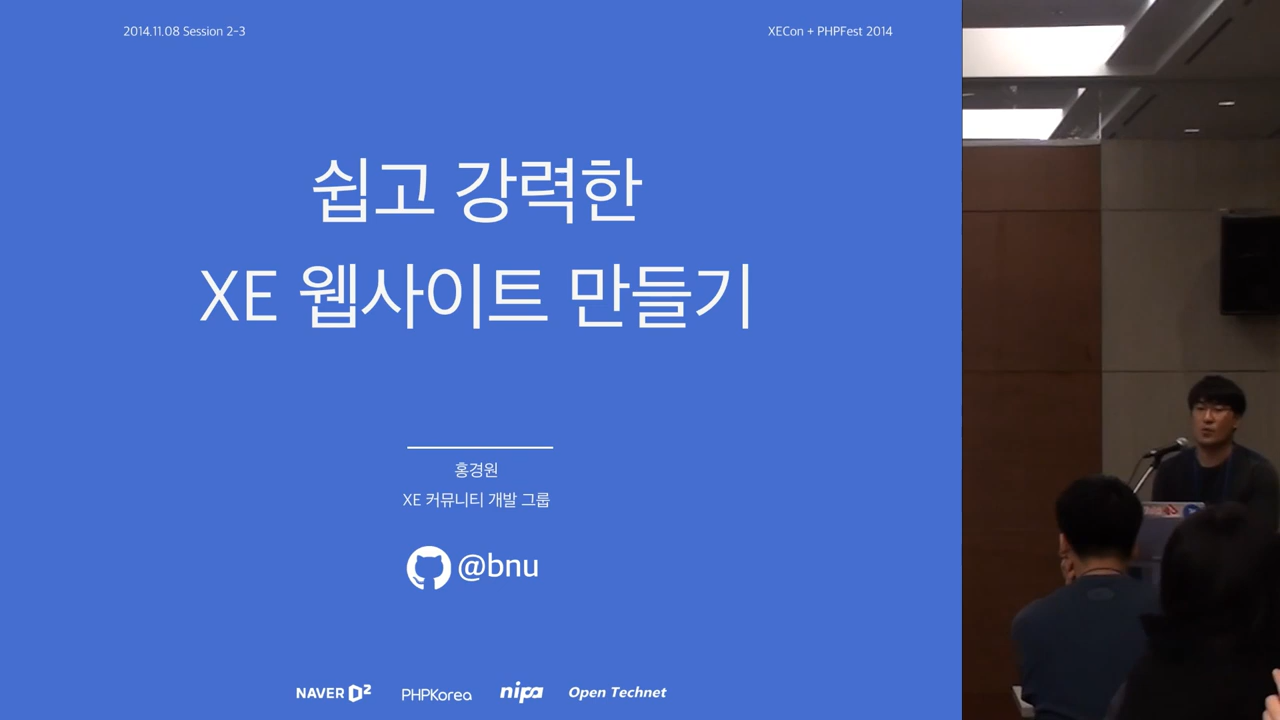 2014.11.08 Session 2-3
XECon + PHPFest 2014
쉽고 강력한
XE 웹사이트 만들기
홍경원
XE 커뮤니티 개발 그룹
@bnu
NAVER D2
PHPKorea
nipa
Open Technet